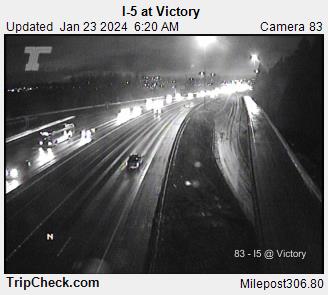 I-5 at Victory
Updated  Jan 23 2024  6:20 AM Camera 83
T
N
83 - I5 @ Victory
TripCheck.com Milepost306.80